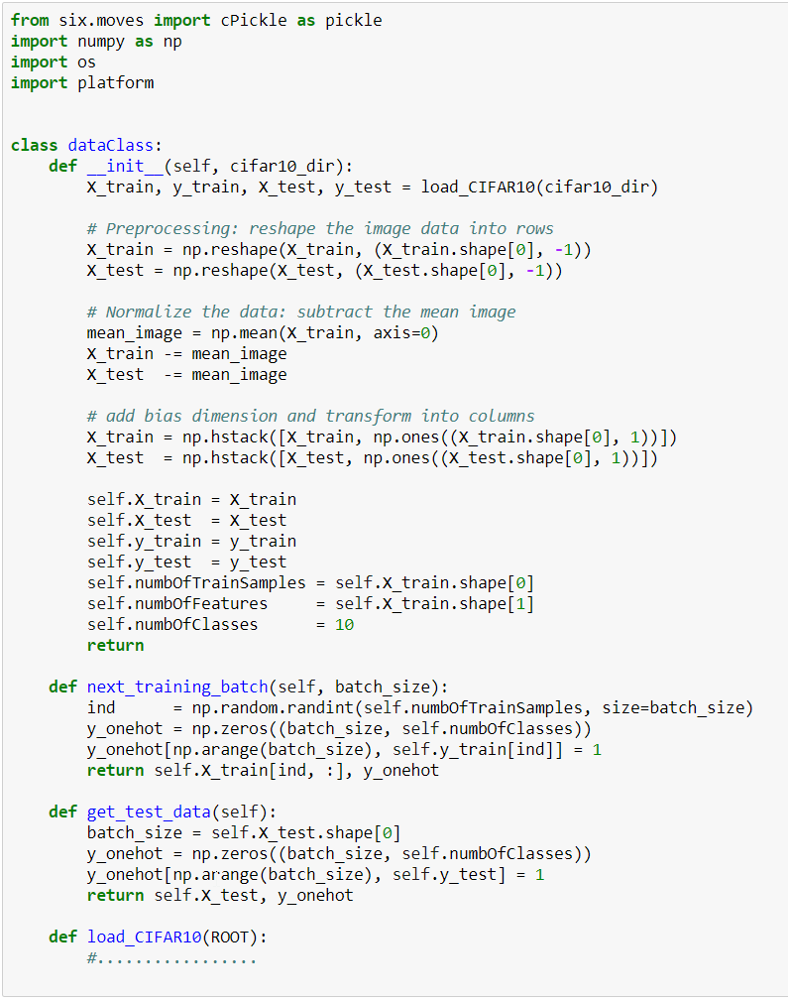 from six.moves import cPickle as pickle
import numpy as np
import os
import platform
class dataClass:
    def __init__(self, cifar10_dir):
        X_train, y_train, X_test, y_test = load_CIFAR10(cifar10_dir)
        # Preprocessing: reshape the image data into rows
        X_train = np.reshape(X_train, (X_train.shape[0], -1))
        X_test = np.reshape(X_test, (X_test.shape[0], -1))
        # Normalize the data: subtract the mean image
        mean_image = np.mean(X_train, axis=0)
        X_train -= mean_image
        X_test  -= mean_image
        # add bias dimension and transform into columns
        X_train = np.hstack([X_train, np.ones((X_train.shape[0], 1))])
        X_test  = np.hstack([X_test, np.ones((X_test.shape[0], 1))])
        self.X_train = X_train
        self.X_test  = X_test
        self.y_train = y_train
        self.y_test  = y_test
        self.numbOfTrainSamples = self.X_train.shape[0]
        self.numbOfFeatures     = self.X_train.shape[1]
        self.numbOfClasses      = 10
        return
    def next_training_batch(self, batch_size):
        ind      = np.random.randint(self.numbOfTrainSamples, size=batch_size)
        y_onehot = np.zeros((batch_size, self.numbOfClasses))
        y_onehot[np.arange(batch_size), self.y_train[ind]] = 1
        return self.X_train[ind, :], y_onehot
    def get_test_data(self):
        batch_size = self.X_test.shape[0]
        y_onehot = np.zeros((batch_size, self.numbOfClasses))
        y_onehot[np.arange(batch_size), self.y_test] = 1
        return self.X_test, y_onehot
    def load_CIFAR10(ROOT):
        #.................